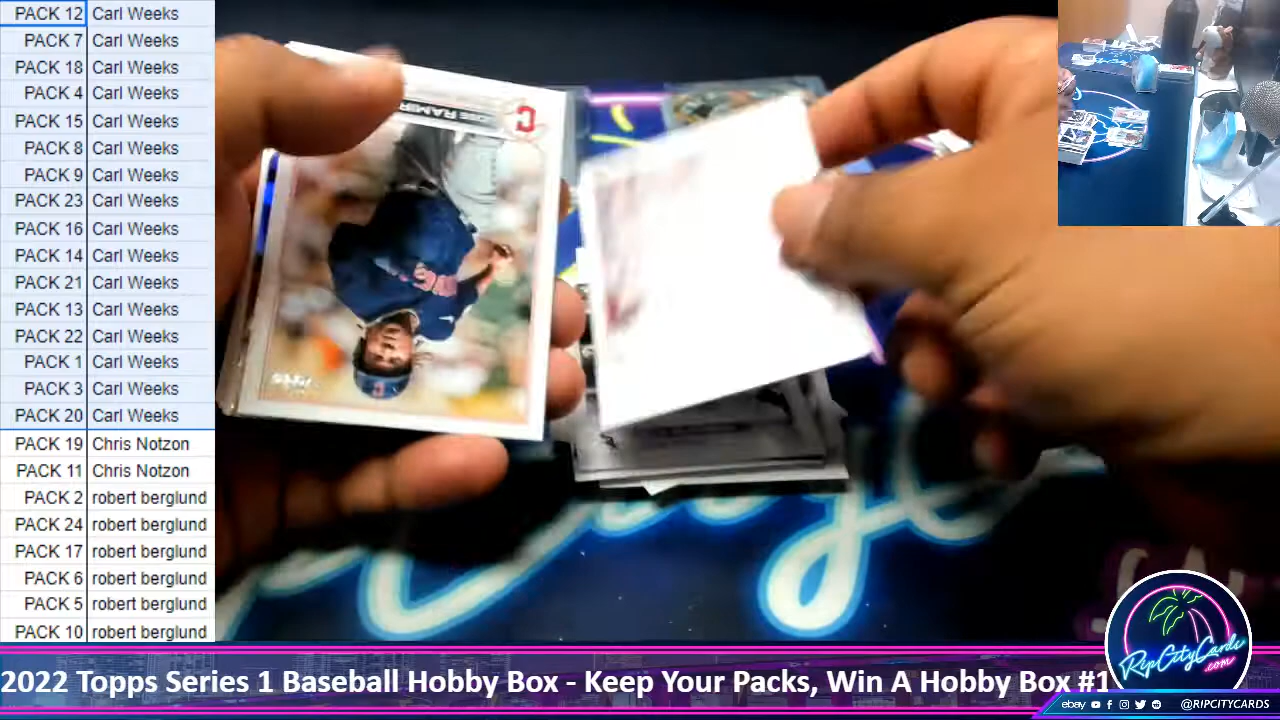 PACK 12 Carl Weeks
PACK 7 Carl Weeks
PACK 18 Carl Weeks
PACK 4 Carl Weeks
PACK 15 Carl Weeks
PACK 8 Carl Weeks
PACK 9 Carl Weeks
PACK 23 Carl Weeks
PACK 16 Carl Weeks
PACK 14 Carl Weeks
PACK 21 Carl Weeks
PACK 13 Carl Weeks
PACK 22 Carl Weeks
PACK 1 Carl Weeks
PACK 3 Carl Weeks
PACK 20 Carl Weeks
PACK 19 Chris Notzon
PACK 11 Chris Notzon
PACK 2 robert berglund
PACK 24 robert berglund
PACK 17 robert berglund
PACK 6 robert berglund
PACK 5 robert berglund
PACK 10 robert berglund
C
RipCityCards
.com
2022 Topps Series 1 Baseball Hobby Box - Keep Your Packs, Win A Hobby Box #1
ebay @RIPCITYCARDS